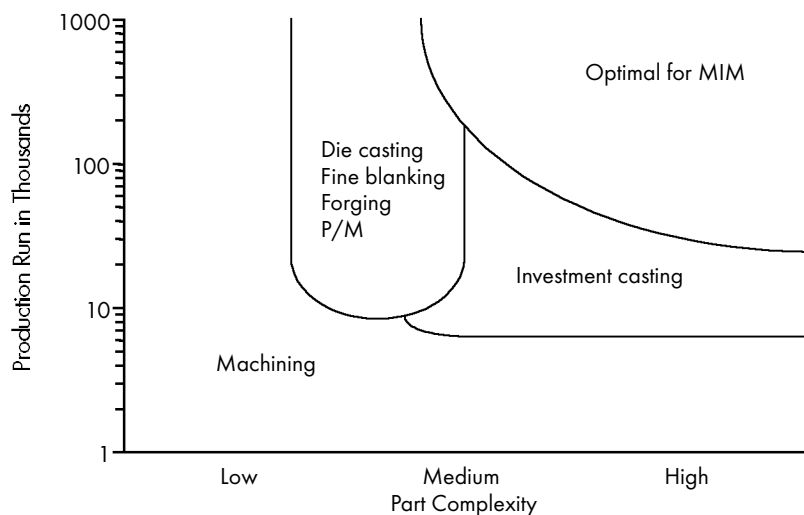 1000
100
10
1
Production Run in Thousands
Optimal for MIM
Die casting
Fine blanking
Forging
P/M
Investment casting
Machining
Low
Medium
High
Part Complexity